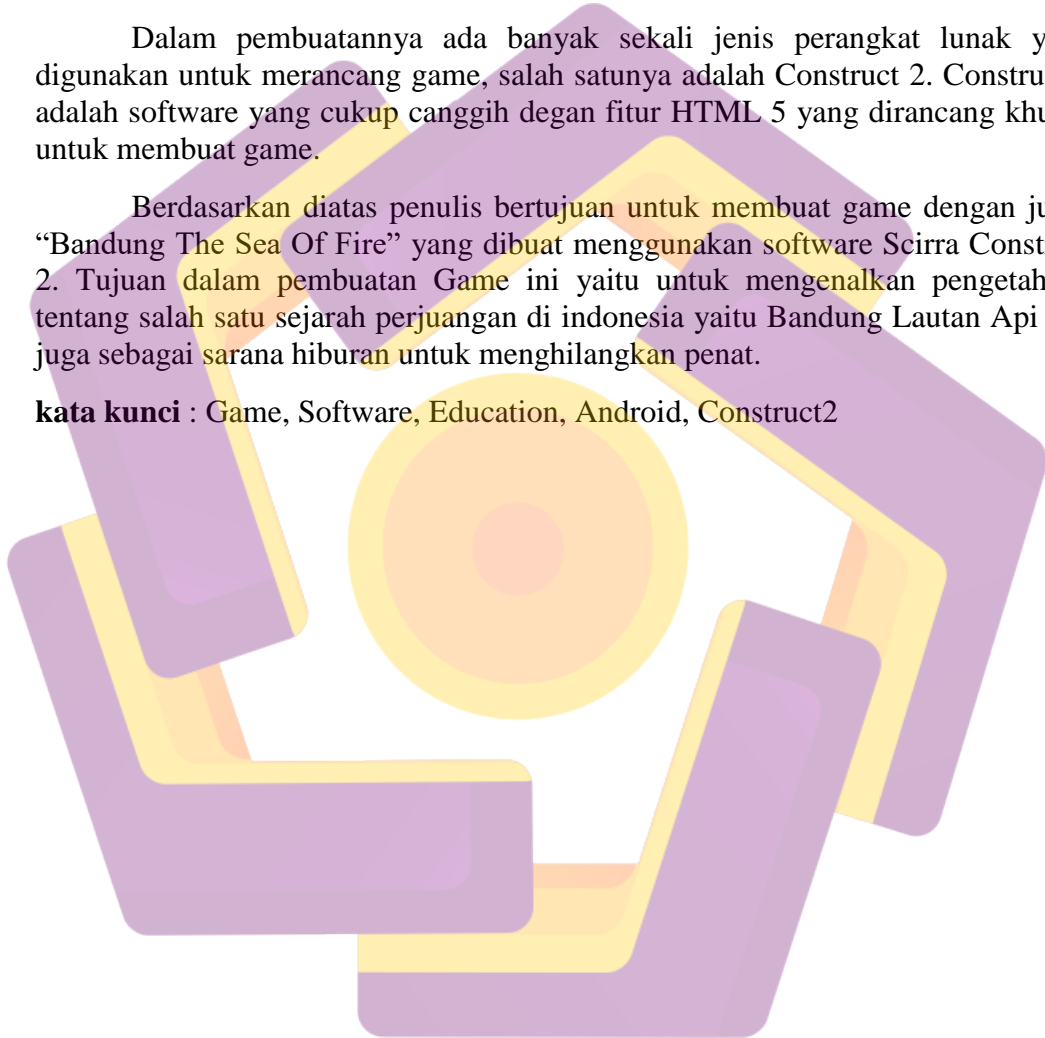 Dalam pembuatannya ada banyak sekali jenis perangkat lunak y
digunakan untuk merancang game, salah satunya adalah Construct 2. Constru
adalah software yang cukup canggih degan fitur HTML 5 yang dirancang khu
untuk membuat game.
Berdasarkan diatas penulis bertujuan untuk membuat game dengan ju
“Bandung The Sea Of Fire” yang dibuat menggunakan software Scirra Const
2. Tujuan dalam pembuatan Game ini yaitu untuk mengenalkan pengetah
tentang salah satu sejarah perjuangan di indonesia yaitu Bandung Lautan Api
juga sebagai sarana hiburan untuk menghilangkan penat.
kata kunci : Game, Software, Education, Android, Construct2